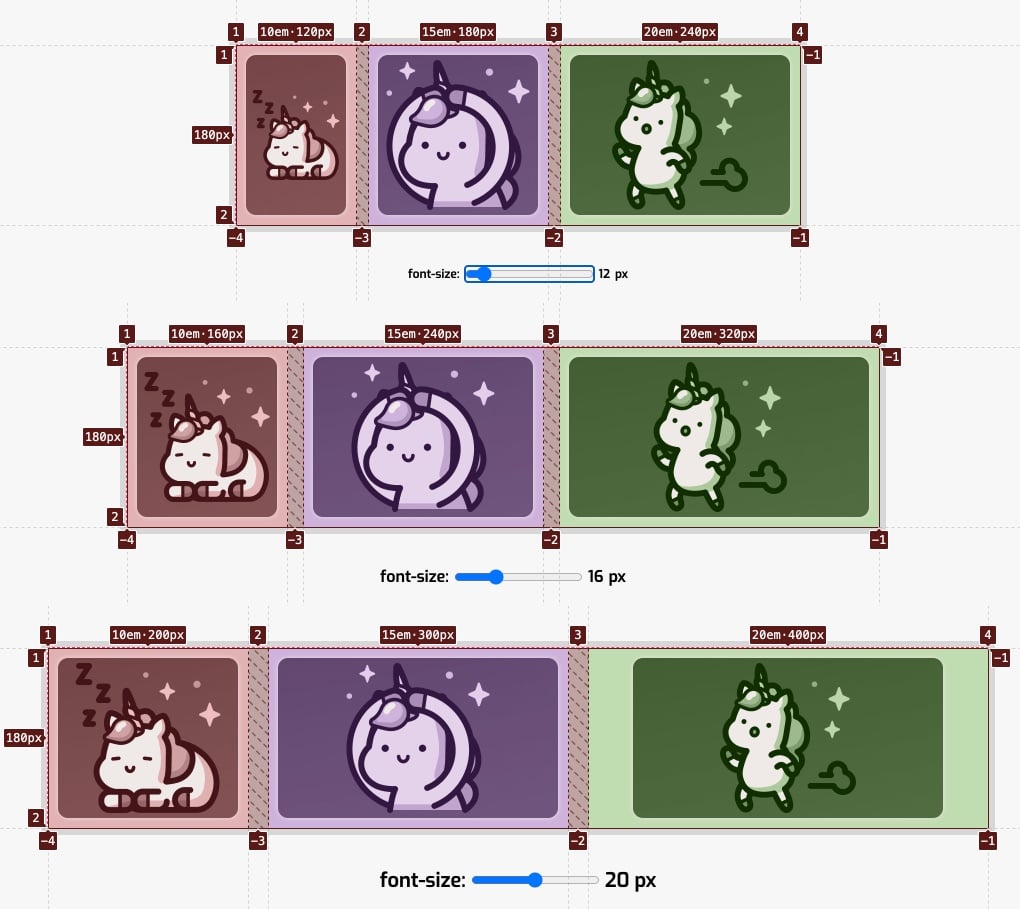 1 10em·120px 2 15em·180px 3 20em·240px 4
1 −1
z
z
z
180px
2
−4 −3 −2 −1
font-size: 12 px
1 10em·160px 2 15em·240px 3 20em·320px 4
1 −1
z
z
z
180px
2
−4 −3 −2 −1
font-size: 16 px
1 10em·200px 2 15em·300px 3 20em·400px 4
1 −1
z
z
z
180px
2
−4 −3 −2 −1
font-size: 20 px